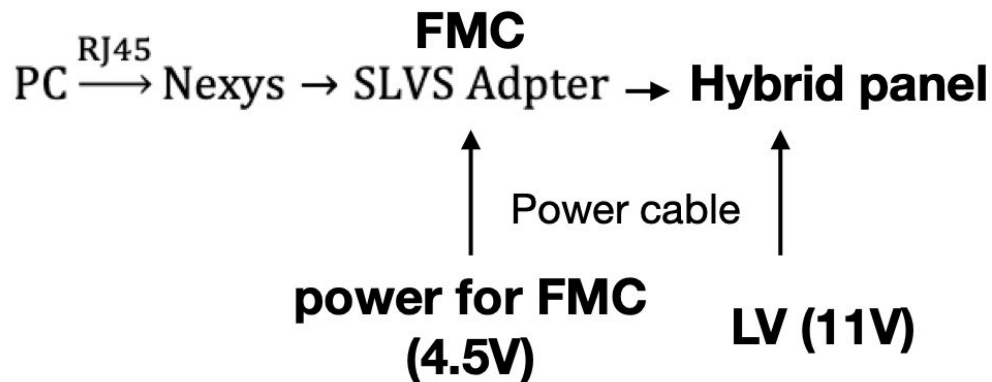 FMC
RJ45
PC ⟶ Nexys → SLVS Adpter → Hybrid panel
Power cable
power for FMC
(4.5V)
LV (11V)